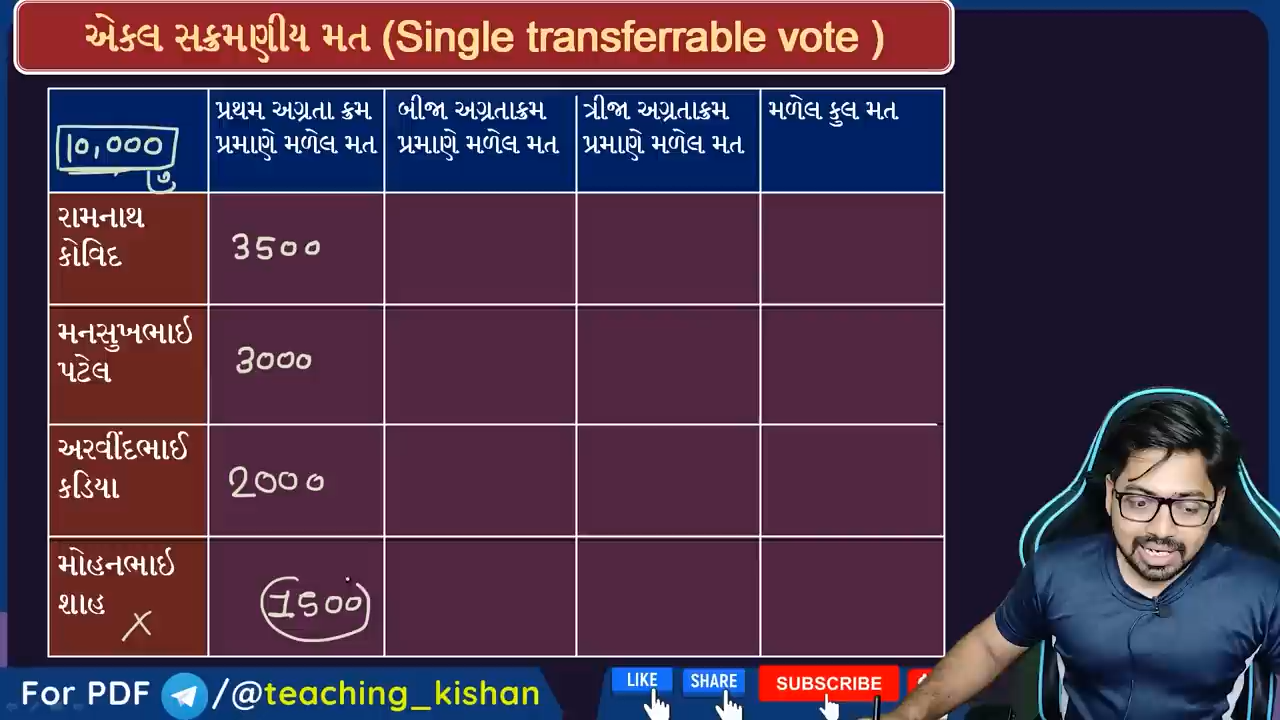 એકલ સક્રમણીય મત (Single transferrable vote )
10,000
પ્રથમ અગ્રતા ક્રમ
પ્રમાણે મળેલ મત
બીજા અગ્રતાક્રમ
પ્રમાણે મળેલ મત
ત્રીજા અગ્રતાક્રમ
પ્રમાણે મળેલ મત
મળેલ કુલ મત
રામનાથ
કોવિદ
3500
મનસુખભાઇ
પટેલ
3000
અરવીંદભાઈ
કડિયા
2000
મોહનભાઇ
શાહ
X
1500
For PDF /@teaching_kishan
LIKE
SHARE
SUBSCRIBE